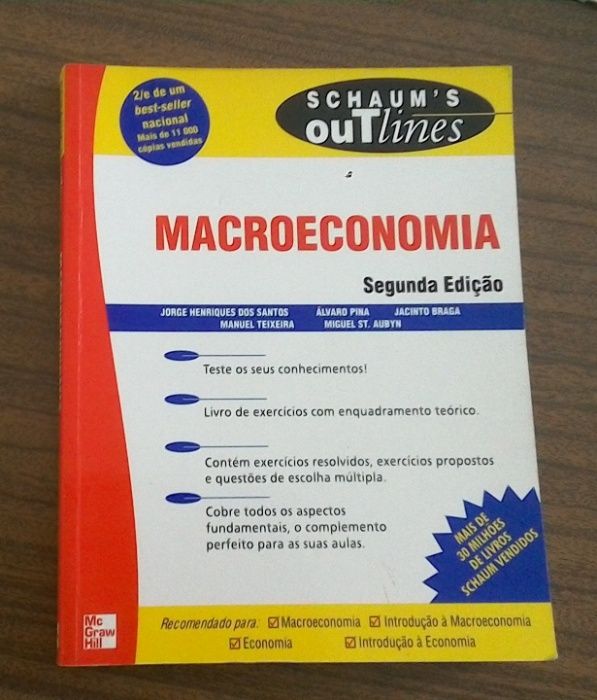 2/e de um
best-seller
nacional
Mais de 11 000
cópias vendidas
SCHAUM'S
ouTlines
MACROECONOMIA
Segunda Edição
JORGE HENRIQUES DOS SANTOS ÁLVARO PINA JACINTO BRAGA
MANUEL TEIXEIRA MIGUEL ST. AUBYN
Teste os seus conhecimentos!
Livro de exercícios com enquadramento teórico.
Contém exercícios resolvidos, exercícios propostos
e questões de escolha múltipla.
Cobre todos os aspectos
fundamentais, o complemento
perfeito para as suas aulas.
MAIS DE
30 MILHÕES
DE LIVROS
SCHAUM VENDIDOS
Mc
Graw
Hill
Recomendado para: ☑ Macroeconomia ☑ Introdução à Macroeconomia
☑ Economia ☑ Introdução à Economia